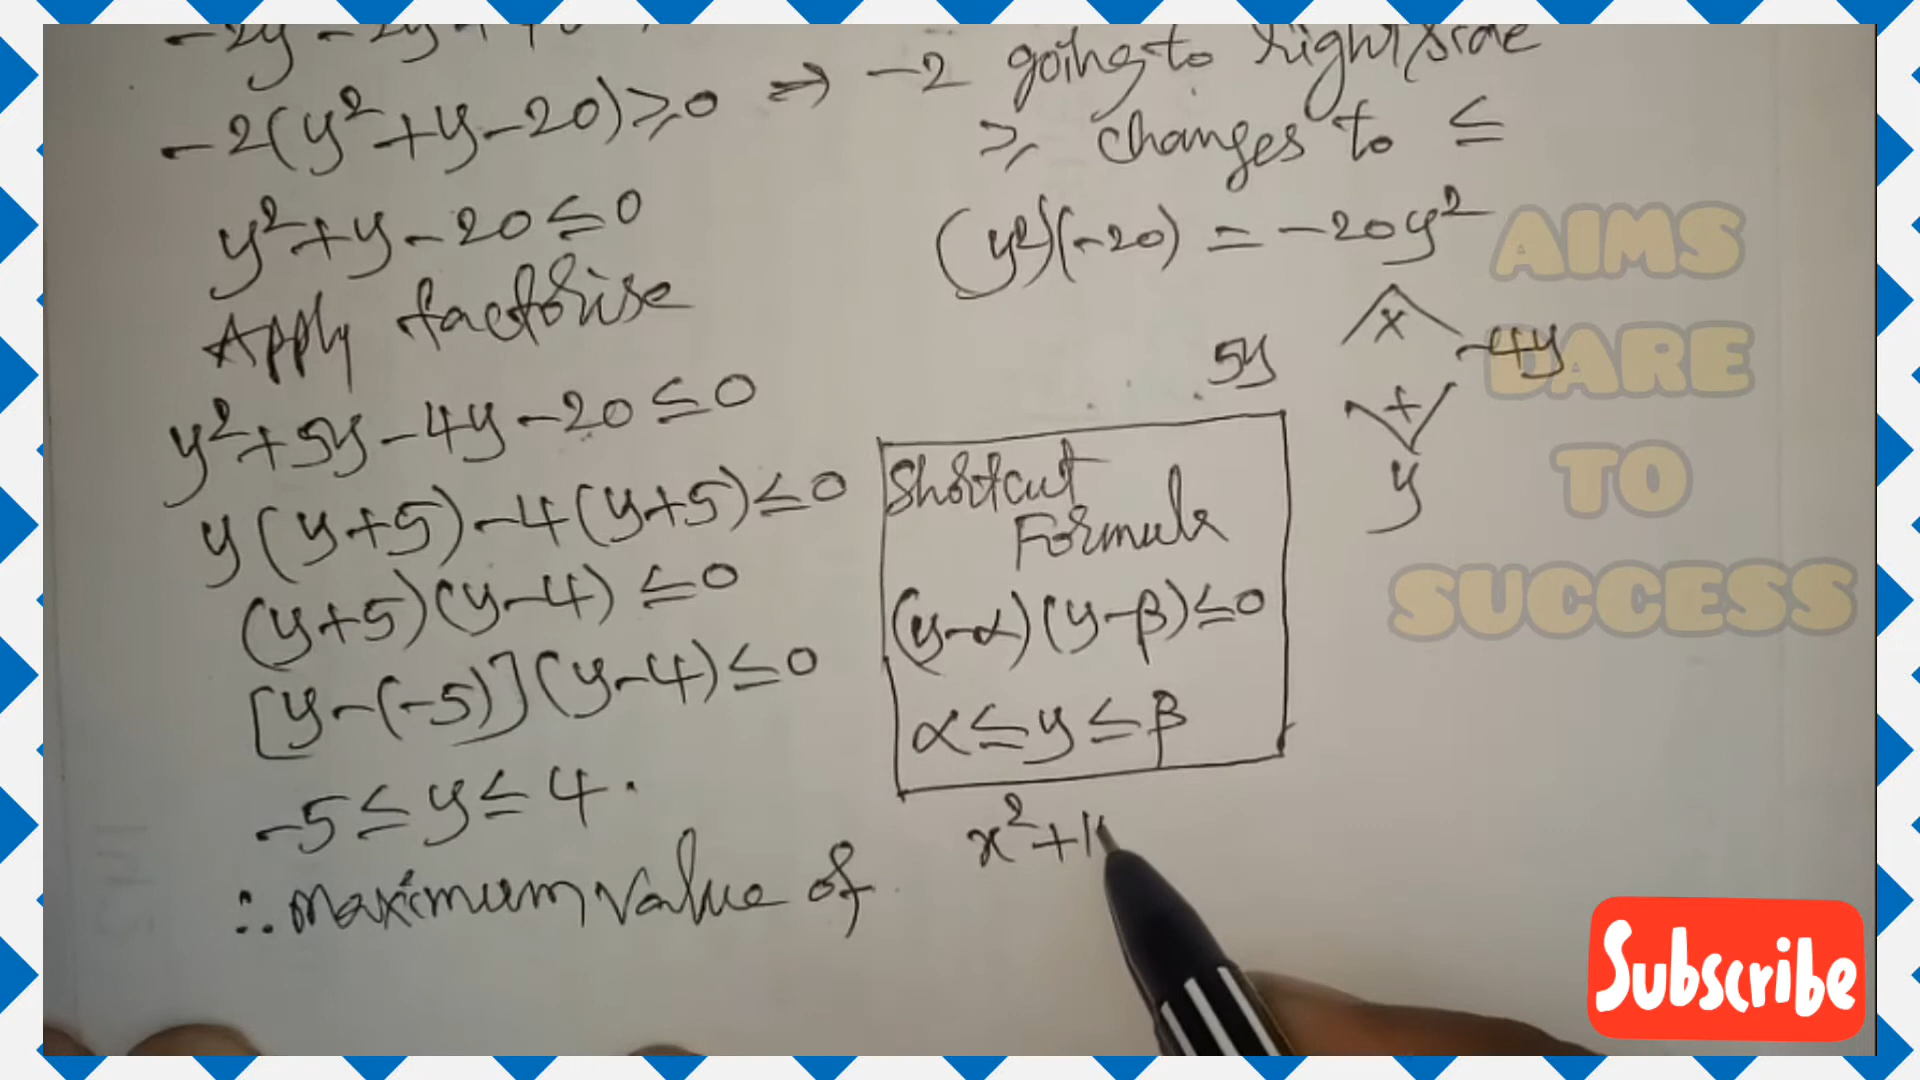 -2(y²+y-20)≥0 ⇒ -2 going to right side
≥ changes to ≤
y²+y-20≤0
(y²)(-20) = -20y²
Apply factorise
x
5y -4y
+
y
y²+5y-4y-20≤0
y(y+5)-4(y+5)≤0
(y+5)(y-4)≤0
[y-(-5)](y-4)≤0
-5≤y≤4.
Shortcut
Formula
(y-α)(y-β)≤0
α≤y≤β
x²+1
∴ maximum value of
AIMS
DARE
TO
SUCCESS
Subscribe